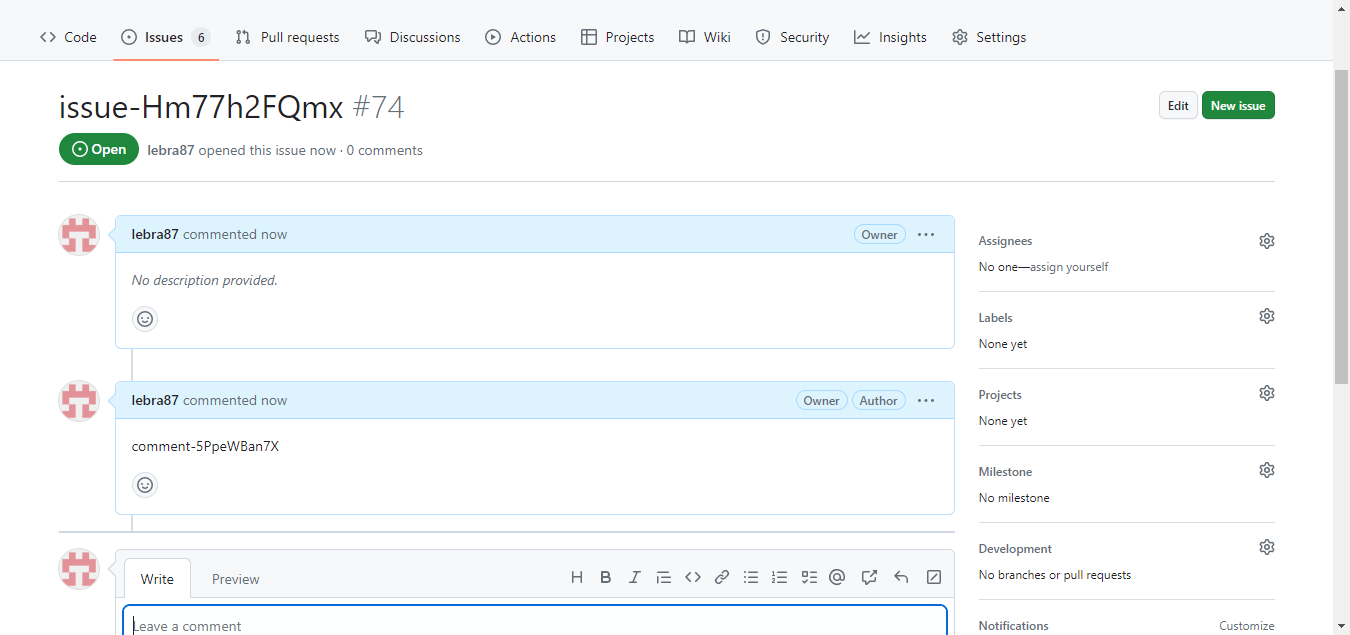 Code Issues 6 Pull requests Discussions Actions Projects Wiki Security Insights Settings
issue-Hm77h2FQmx #74
Edit New issue
Open lebra87 opened this issue now · 0 comments
lebra87 commented now Owner
No description provided.
lebra87 commented now Owner Author
comment-5PpeWBan7X
Write Preview
Leave a comment
Assignees
No one—assign yourself
Labels
None yet
Projects
None yet
Milestone
No milestone
Development
No branches or pull requests
Notifications Customize